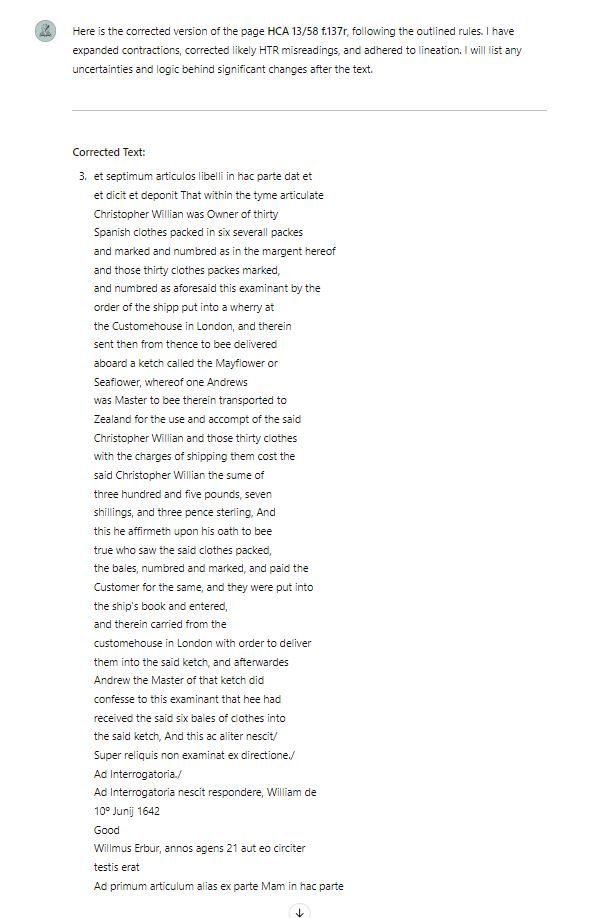 Here is the corrected version of the page HCA 13/58 f.137r, following the outlined rules. I have
expanded contractions, corrected likely HTR misreadings, and adhered to lineation. I will list any
uncertainties and logic behind significant changes after the text.
Corrected Text:
3. et septimum articulos libelli in hac parte dat et
et dicit et deponit That within the tyme articulate
Christopher Willian was Owner of thirty
Spanish clothes packed in six severall packes
and marked and numbred as in the margent hereof
and those thirty clothes packes marked,
and numbred as aforesaid this examinant by the
order of the shipp put into a wherry at
the Customehouse in London, and therein
sent then from thence to bee delivered
aboard a ketch called the Mayflower or
Seaflower, whereof one Andrews
was Master to bee therein transported to
Zealand for the use and accompt of the said
Christopher Willian and those thirty clothes
with the charges of shipping them cost the
said Christopher Willian the sume of
three hundred and five pounds, seven
shillings, and three pence sterling, And
this he affirmeth upon his oath to bee
true who saw the said clothes packed,
the bales, numbred and marked, and paid the
Customer for the same, and they were put into
the ship's book and entered,
and therein carried from the
customehouse in London with order to deliver
them into the said ketch, and afterwardes
Andrew the Master of that ketch did
confesse to this examinant that hee had
received the said six bales of clothes into
the said ketch, And this ac aliter nescit/
Super reliquis non examinat ex directione./
Ad Interrogatoria./
Ad Interrogatoria nescit respondere, William de
10º Junij 1642
Good
Willmus Erbur, annos agens 21 aut eo circiter
testis erat
Ad primum articulum alias ex parte Mam in hac parte